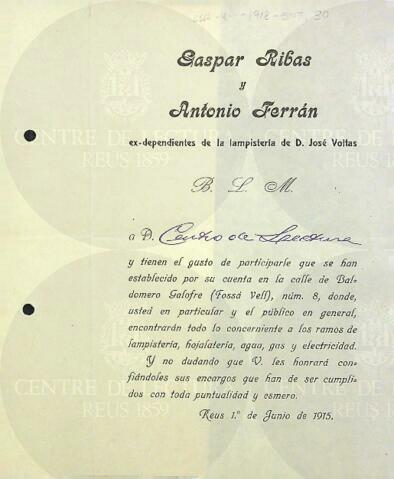 Gaspar Ribas
y
Antonio Ferrán
ex-dependientes de la lampistería de D. José Voltas
B. L. M.
a D. Centro de Lectura
y tienen el gusto de participarle que se han
establecido por su cuenta en la calle de Bal-
domero Galofre (Fossá Vell), núm. 8, donde,
usted en particular y el público en general,
encontrarán todo lo concerniente a los ramos de
lampistería, hojalatería, agua, gas y electricidad.
Y no dudando que V. les honrará con-
fiándoles sus encargos que han de ser cumpli-
dos con toda puntualidad y esmero.
Reus 1.º de Junio de 1915.
CENTRE DE LECTURA
REUS 1859
CENTRE DE LECTURA
REUS 1859